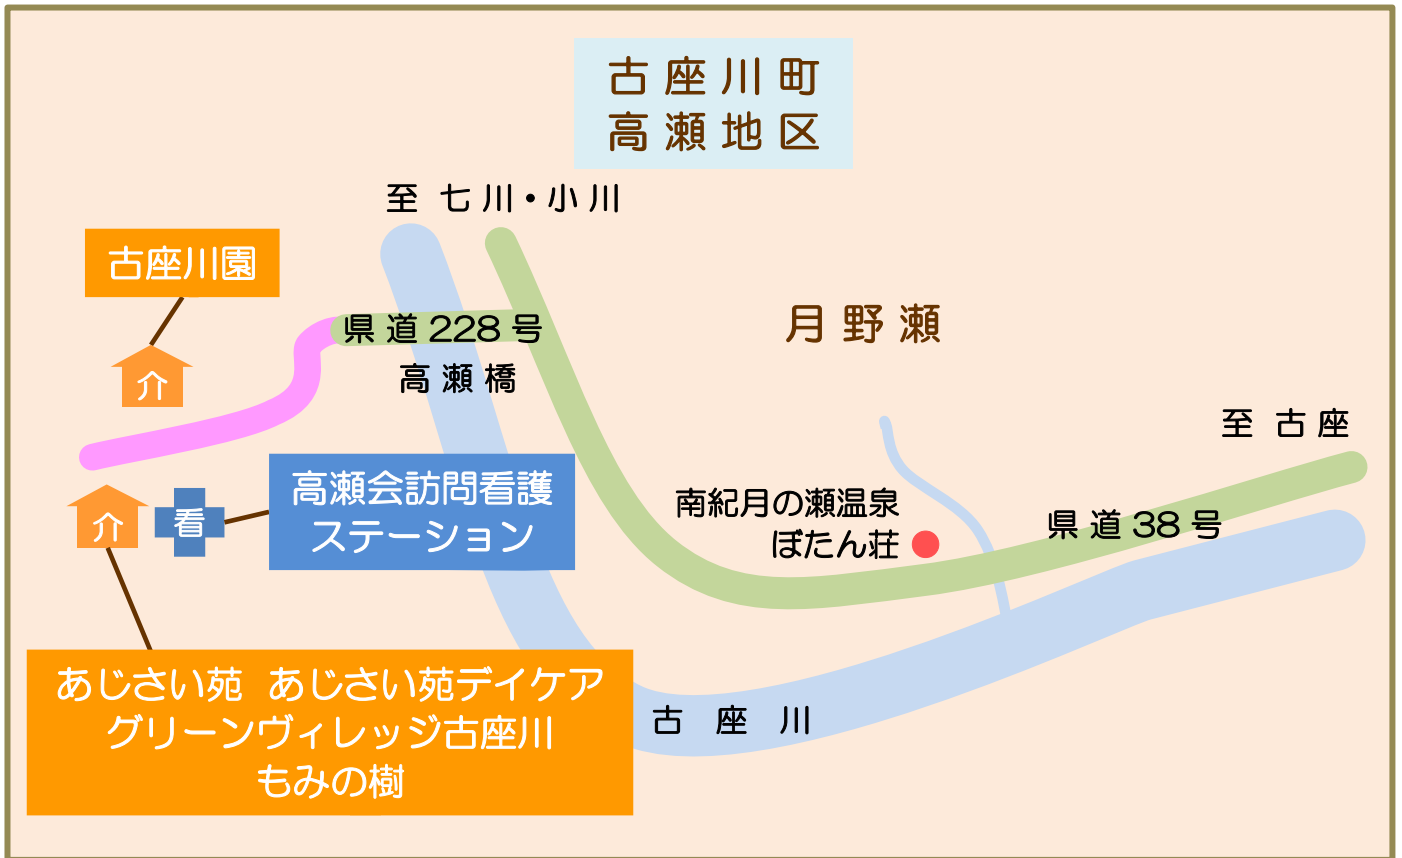 古座川町
高瀬地区
至 七川・小川
古座川園
県道228号
月野瀬
介
高瀬橋
至 古座
高瀬会訪問看護
ステーション
南紀月の瀬温泉
ぼたん荘
県道38号
介
看
あじさい苑 あじさい苑デイケア
グリーンヴィレッジ古座川
もみの樹
古座川